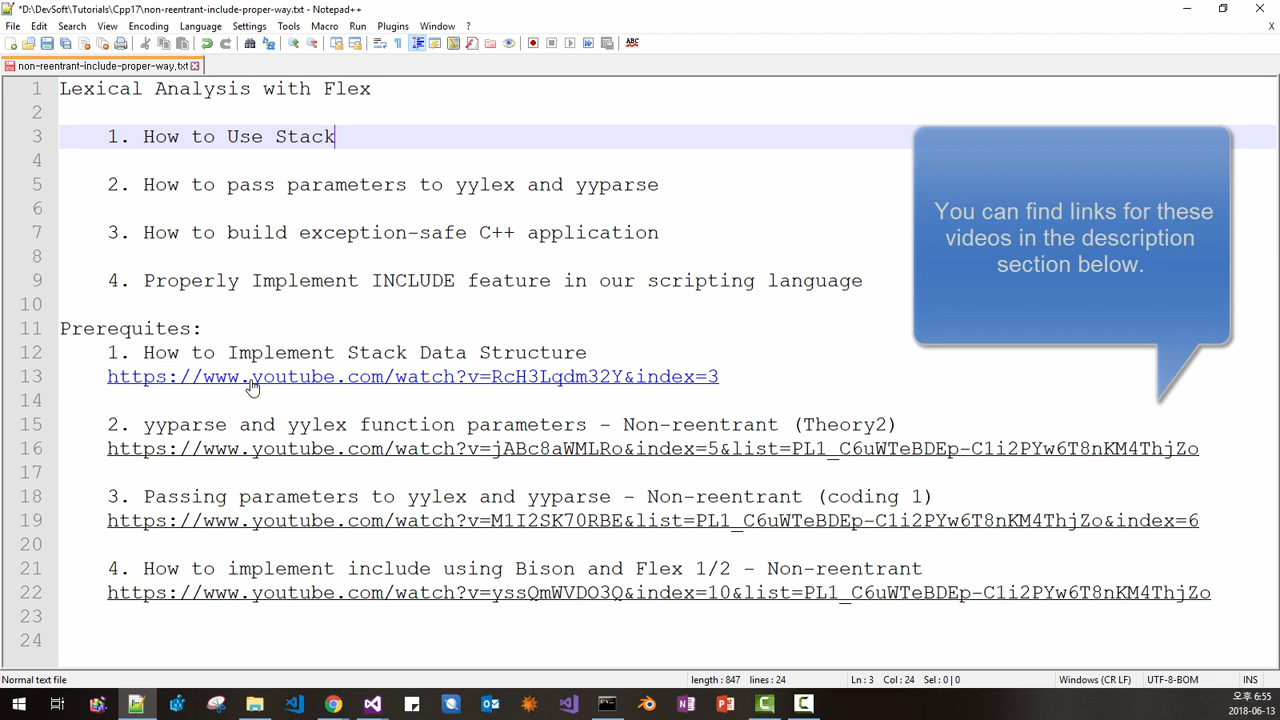 *D:\DevSoft\Tutorials\Cpp17\non-reentrant-include-proper-way.txt - Notepad++
File Edit Search View Encoding Language Settings Tools Macro Run Plugins Window ?
X
non-reentrant-include-proper-way.txt
1 Lexical Analysis with Flex
2
3 1. How to Use Stack
4
5 2. How to pass parameters to yylex and yyparse
6
7 3. How to build exception-safe C++ application
8
9 4. Properly Implement INCLUDE feature in our scripting language
10
11 Prerequites:
12 1. How to Implement Stack Data Structure
13 https://www.youtube.com/watch?v=RcH3Lqdm32Y&index=3
14
15 2. yyparse and yylex function parameters - Non-reentrant (Theory2)
16 https://www.youtube.com/watch?v=jABc8aWMLRo&index=5&list=PL1_C6uWTeBDEp-C1i2PYw6T8nKM4ThjZo
17
18 3. Passing parameters to yylex and yyparse - Non-reentrant (coding 1)
19 https://www.youtube.com/watch?v=M1I2SK70RBE&list=PL1_C6uWTeBDEp-C1i2PYw6T8nKM4ThjZo&index=6
20
21 4. How to implement include using Bison and Flex 1/2 - Non-reentrant
22 https://www.youtube.com/watch?v=yssQmWVDO3Q&index=10&list=PL1_C6uWTeBDEp-C1i2PYw6T8nKM4ThjZo
23
24
You can find links for these
videos in the description
section below.
Normal text file length : 847 lines : 24 Ln : 3 Col : 24 Sel : 0 | 0 Windows (CR LF) UTF-8-BOM INS
오후 6:55
2018-06-13